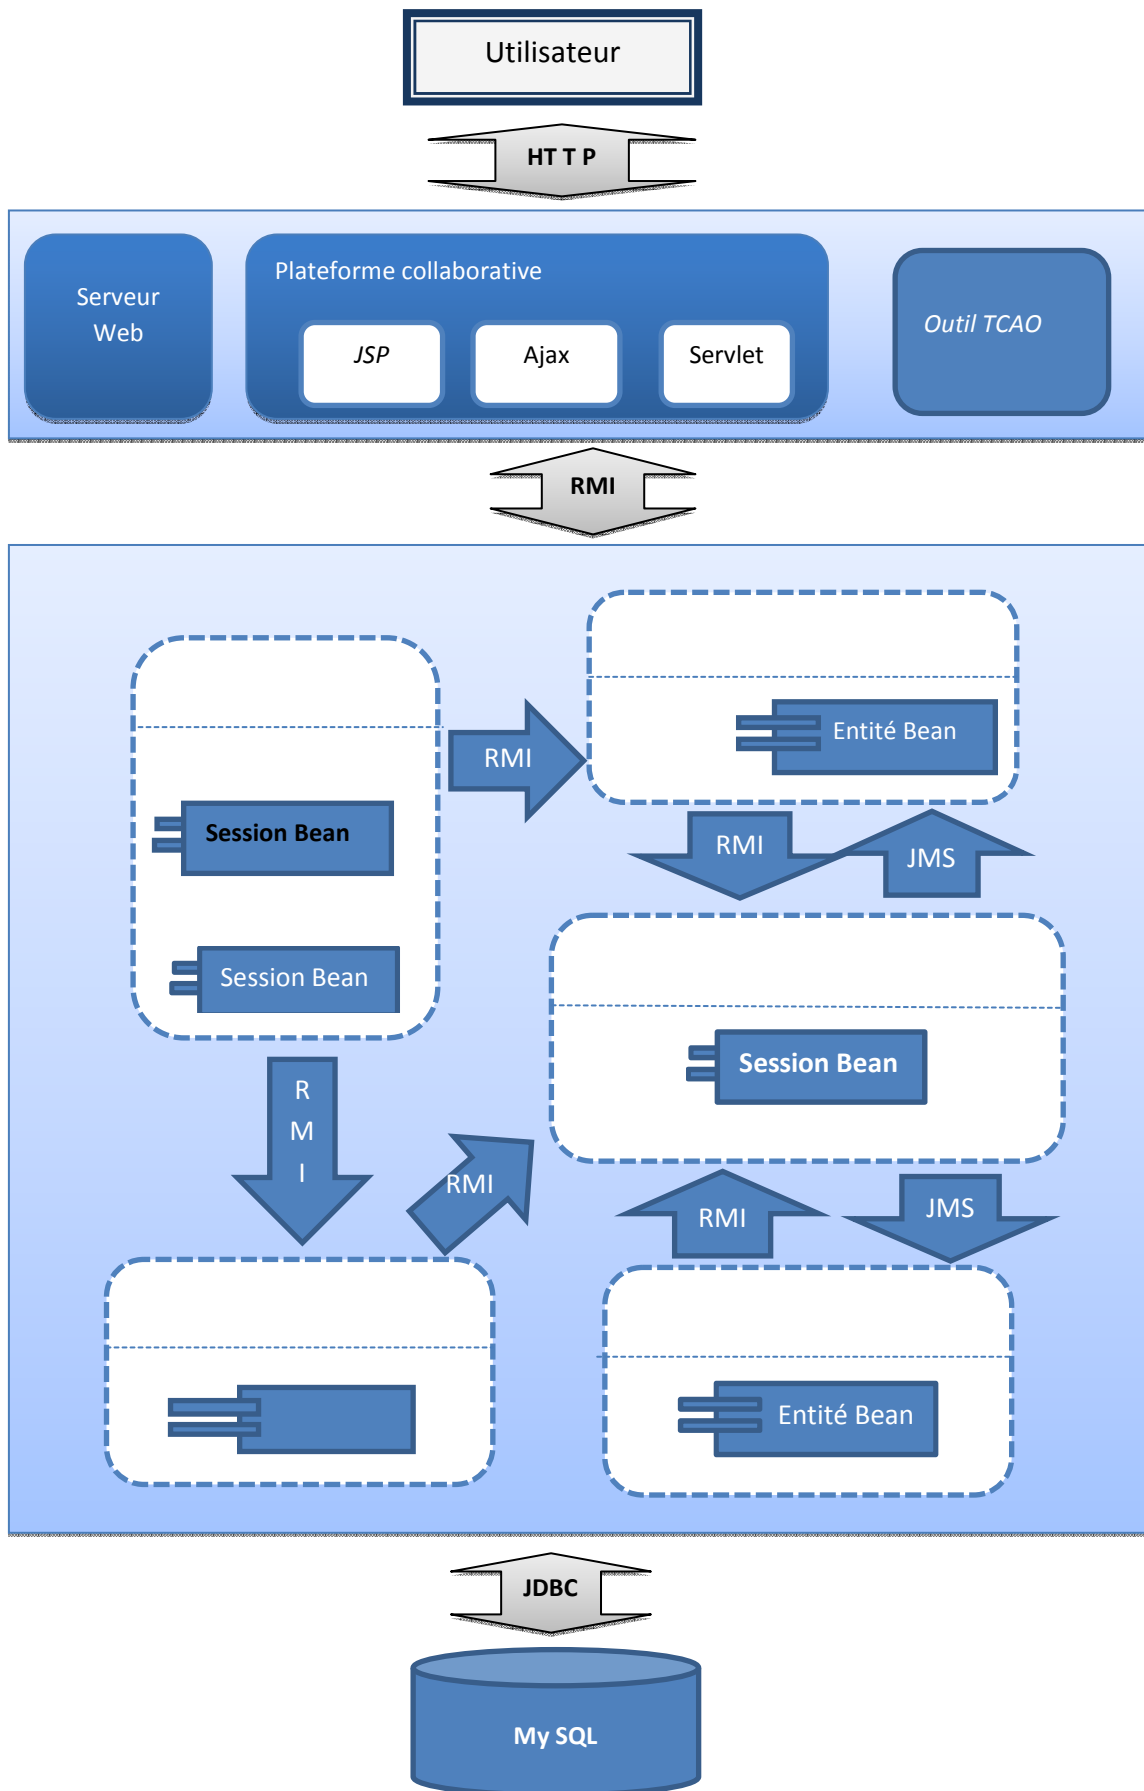 Utilisateur
HT T P
Serveur
Web
Plateforme collaborative
JSP
Ajax
Servlet
Outil TCAO
RMI
Entité Bean
RMI
Session Bean
RMI
JMS
Session Bean
Session Bean
R
M
I
RMI
RMI
JMS
Entité Bean
JDBC
My SQL